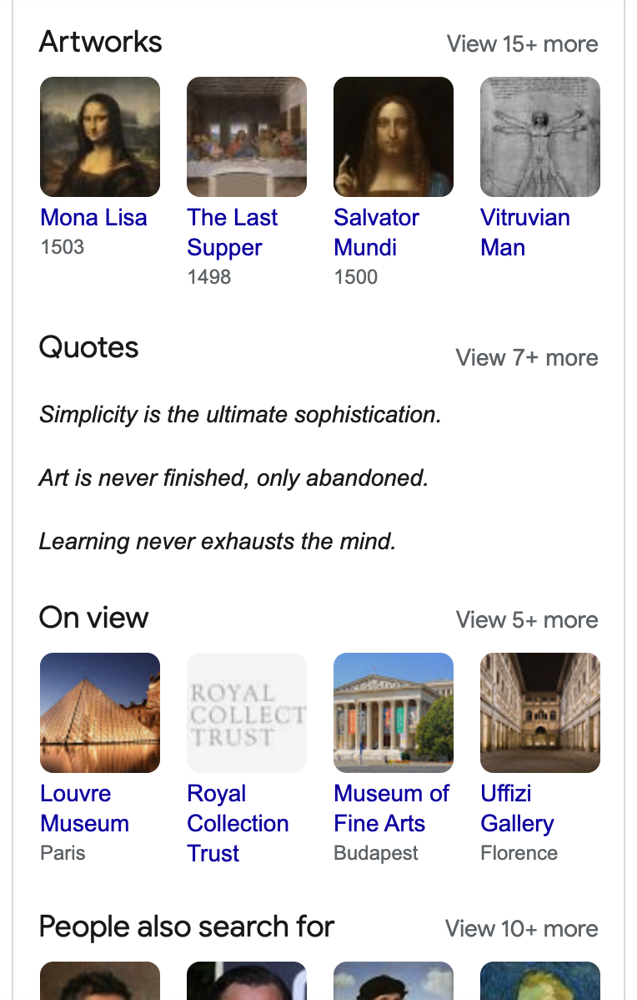 Artworks
View 15+ more
Mona Lisa
1503
The Last
Supper
1498
Salvator
Mundi
1500
Vitruvian
Man
Quotes
View 7+ more
Simplicity is the ultimate sophistication.
Art is never finished, only abandoned.
Learning never exhausts the mind.
On view
View 5+ more
ROYAL
COLLECT
TRUST
Louvre
Museum
Paris
Royal
Collection
Trust
Museum of
Fine Arts
Budapest
Uffizi
Gallery
Florence
People also search for
View 10+ more